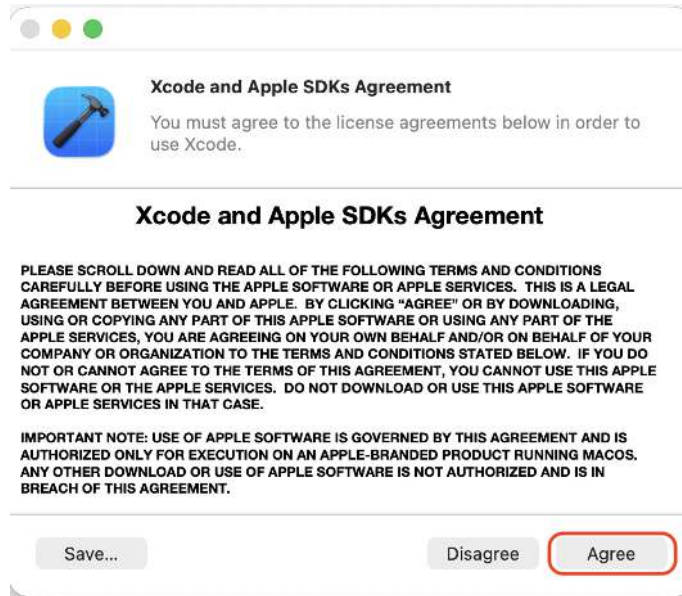 Xcode and Apple SDKs Agreement
You must agree to the license agreements below in order to
use Xcode.
Xcode and Apple SDKs Agreement
PLEASE SCROLL DOWN AND READ ALL OF THE FOLLOWING TERMS AND CONDITIONS
CAREFULLY BEFORE USING THE APPLE SOFTWARE OR APPLE SERVICES.  THIS IS A LEGAL
AGREEMENT BETWEEN YOU AND APPLE.  BY CLICKING “AGREE” OR BY DOWNLOADING,
USING OR COPYING ANY PART OF THIS APPLE SOFTWARE OR USING ANY PART OF THE
APPLE SERVICES, YOU ARE AGREEING ON YOUR OWN BEHALF AND/OR ON BEHALF OF YOUR
COMPANY OR ORGANIZATION TO THE TERMS AND CONDITIONS STATED BELOW.  IF YOU DO
NOT OR CANNOT AGREE TO THE TERMS OF THIS AGREEMENT, YOU CANNOT USE THIS APPLE
SOFTWARE OR THE APPLE SERVICES.  DO NOT DOWNLOAD OR USE THIS APPLE SOFTWARE
OR APPLE SERVICES IN THAT CASE.
IMPORTANT NOTE: USE OF APPLE SOFTWARE IS GOVERNED BY THIS AGREEMENT AND IS
AUTHORIZED ONLY FOR EXECUTION ON AN APPLE-BRANDED PRODUCT RUNNING MACOS.
ANY OTHER DOWNLOAD OR USE OF APPLE SOFTWARE IS NOT AUTHORIZED AND IS IN
BREACH OF THIS AGREEMENT.
Save... Disagree Agree